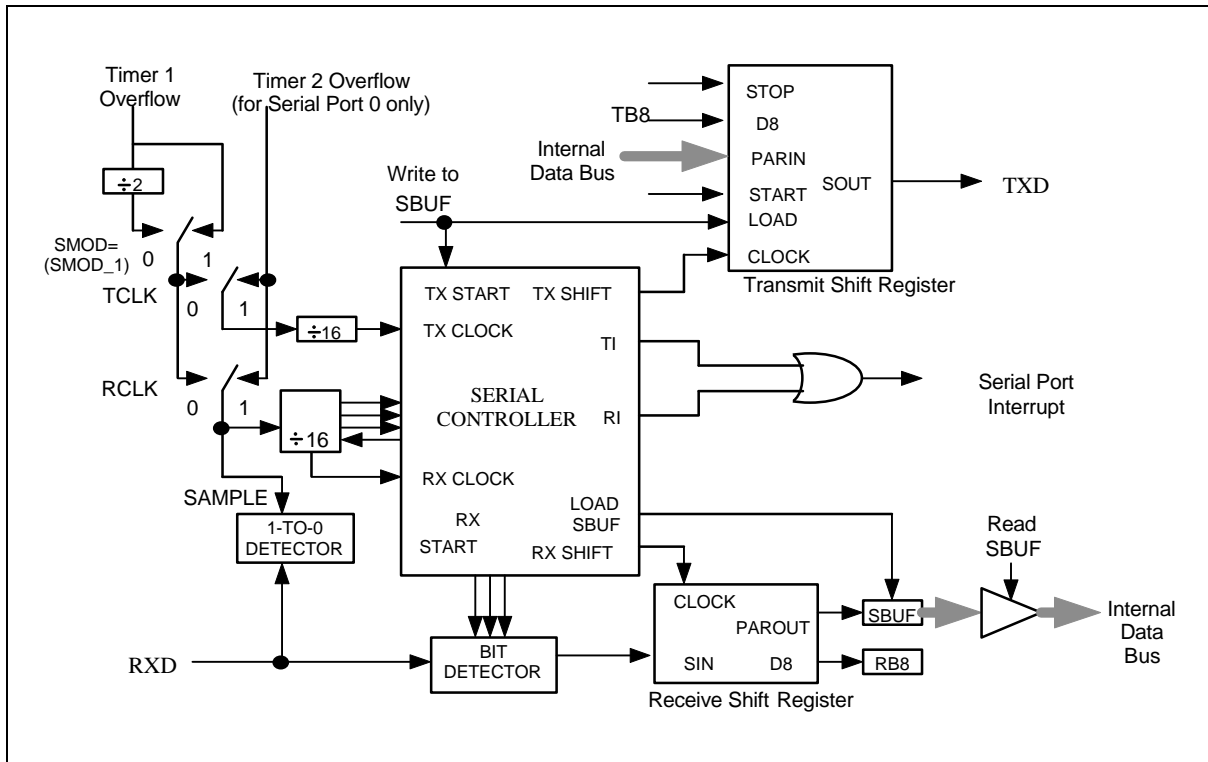 Timer 1
Overflow
Timer 2 Overflow
(for Serial Port 0 only)
÷2
SMOD=
(SMOD_1)
0
1
TCLK
0
1
÷16
RCLK
0
1
÷16
SAMPLE
1-TO-0
DETECTOR
RXD
Write to
SBUF
TX START
TX SHIFT
TX CLOCK
TI
SERIAL
CONTROLLER
RI
RX CLOCK
LOAD
SBUF
RX
START
RX SHIFT
BIT
DETECTOR
TB8
Internal
Data Bus
STOP
D8
PARIN
SOUT
START
LOAD
CLOCK
Transmit Shift Register
TXD
Serial Port
Interrupt
CLOCK
PAROUT
SIN
D8
Receive Shift Register
SBUF
RB8
Read
SBUF
Internal
Data
Bus